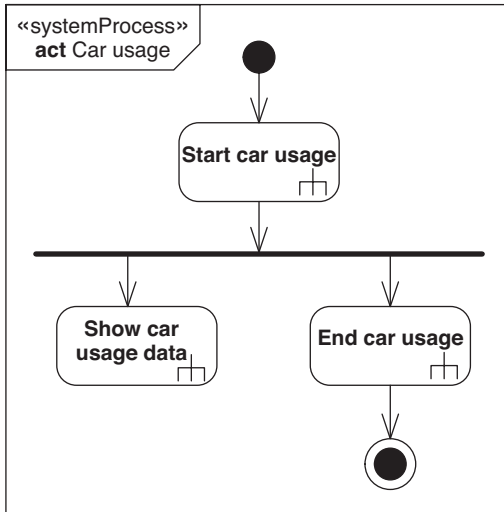 «systemProcess»
act Car usage
Start car usage
Show car
usage data
End car usage